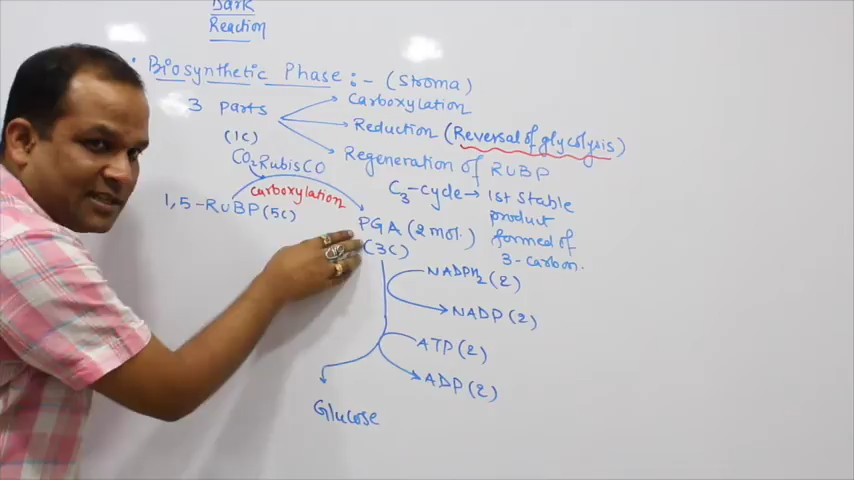 Dark
Reaction
Biosynthetic Phase :- (Stroma)
3 Parts
Carboxylation
Reduction (Reversal of glycolysis)
Regeneration of RUBP
(1C)
CO2 RubisCO
carboxylation
1,5-RuBP (5C)
C3-cycle → 1st Stable
product
formed of
3-carbon.
PGA (2 mol.)
(3C)
NADPH2 (2)
NADP (2)
ATP (2)
ADP (2)
Glucose